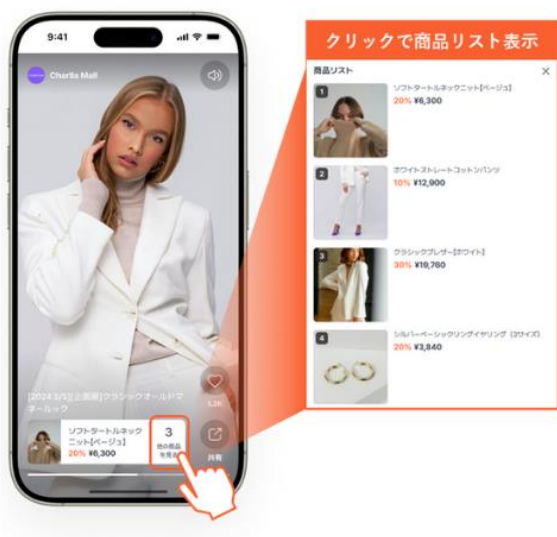 9:41
Charlla Mall
[2024 S/S][企画展]クラシックオールドマネールック
ソフトタートルネックニット[ベージュ]
20% ¥6,300
3
他の商品を見る
1.2K
共有
クリックで商品リスト表示
商品リスト
1
ソフトタートルネックニット[ベージュ]
20% ¥6,300
2
ホワイトストレートコットンパンツ
10% ¥12,900
3
クラシックブレザー[ホワイト]
30% ¥19,760
4
シルバーベーシックリングイヤリング (3サイズ)
20% ¥3,840